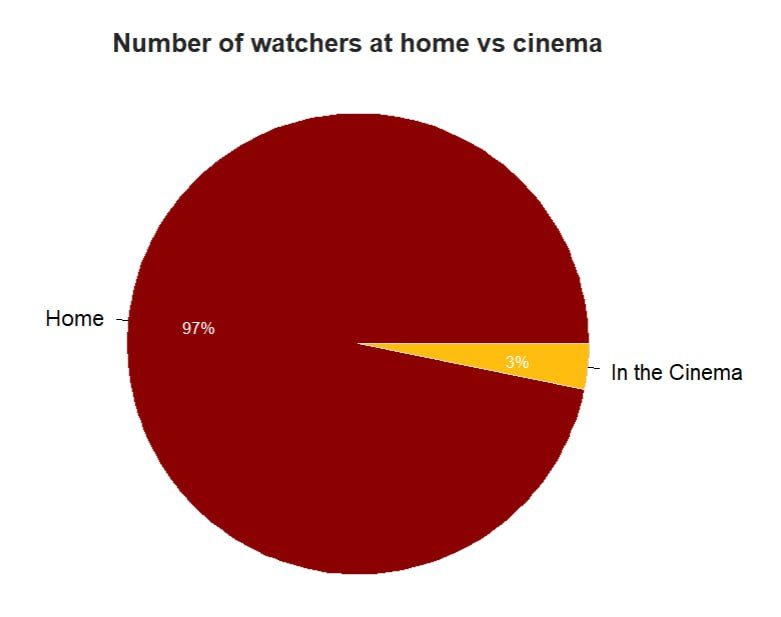 Number of watchers at home vs cinema
Home
97%
3%
In the Cinema